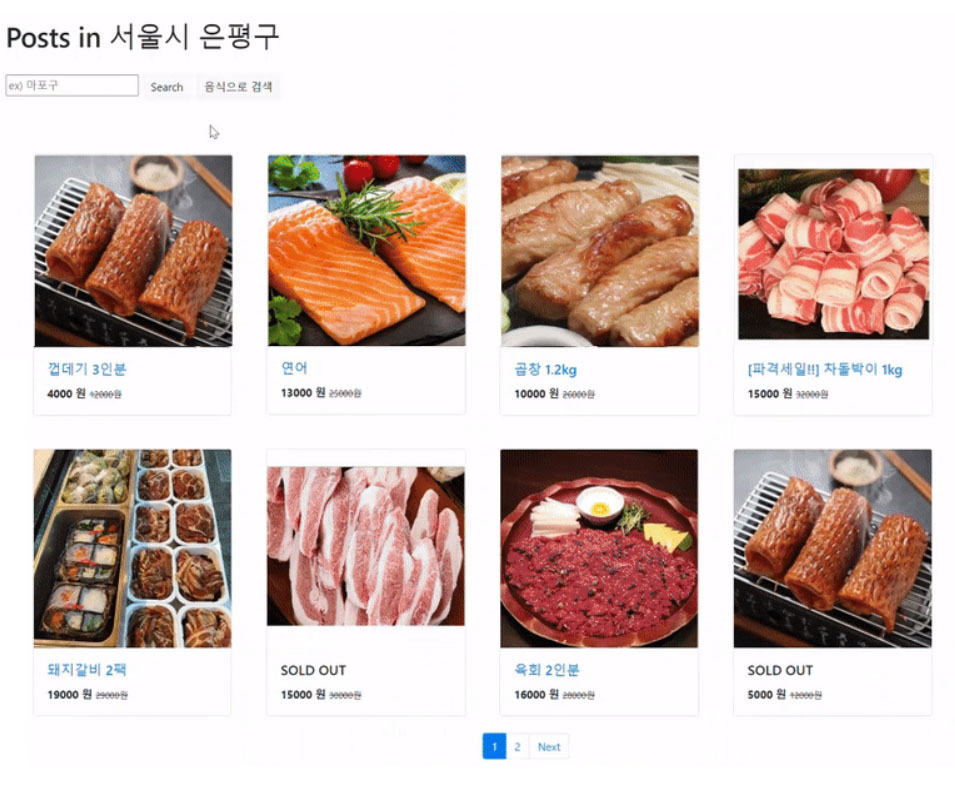 Posts in 서울시 은평구
ex) 마포구 Search 음식으로 검색
껍데기 3인분
4000 원 12000원
연어
13000 원 25000원
곱창 1.2kg
10000 원 26000원
[파격세일!!] 차돌박이 1kg
15000 원 32000원
돼지갈비 2팩
19000 원 29000원
SOLD OUT
15000 원 30000원
육회 2인분
16000 원 28000원
SOLD OUT
5000 원 12000원
1 2 Next